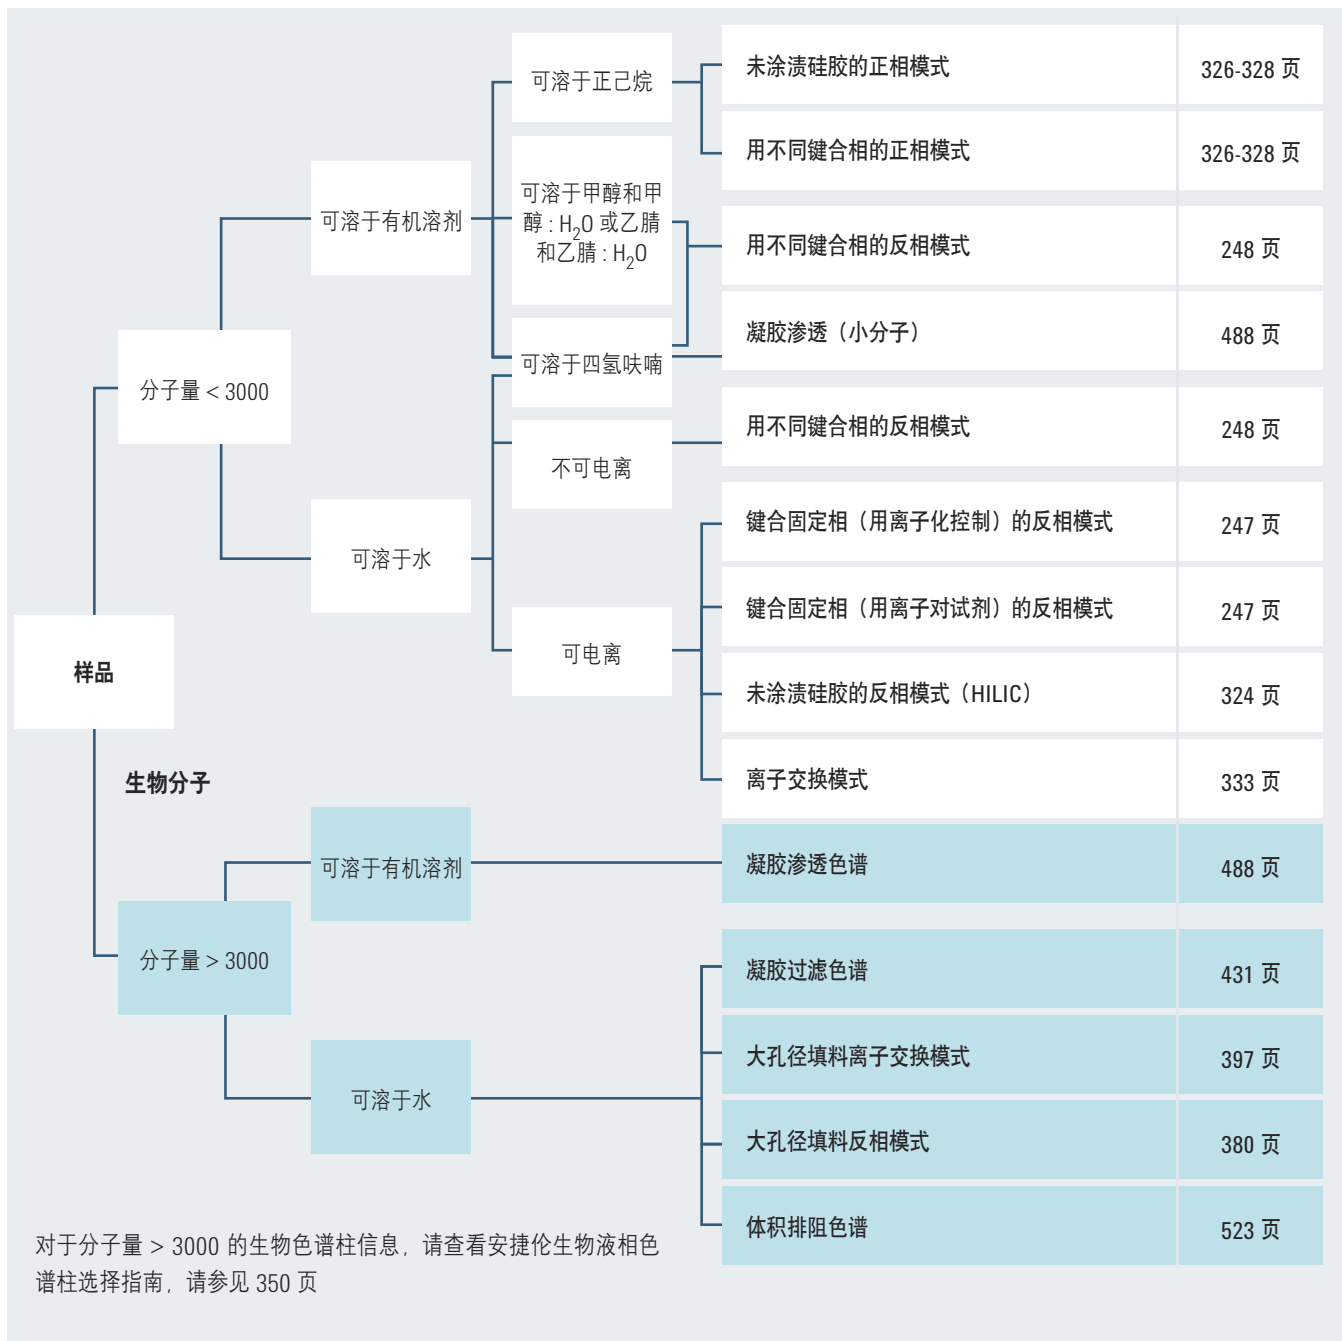 样品
分子量 < 3000
可溶于有机溶剂
可溶于正己烷
未涂渍硅胶的正相模式 326-328 页
用不同键合相的正相模式 326-328 页
可溶于甲醇和甲
醇 : H₂O 或乙腈
和乙腈 : H₂O
用不同键合相的反相模式 248 页
可溶于四氢呋喃
凝胶渗透（小分子） 488 页
可溶于水
不可电离
用不同键合相的反相模式 248 页
可电离
键合固定相（用离子化控制）的反相模式 247 页
键合固定相（用离子对试剂）的反相模式 247 页
未涂渍硅胶的反相模式（HILIC） 324 页
离子交换模式 333 页
生物分子
分子量 > 3000
可溶于有机溶剂
凝胶渗透色谱 488 页
可溶于水
凝胶过滤色谱 431 页
大孔径填料离子交换模式 397 页
大孔径填料反相模式 380 页
体积排阻色谱 523 页
对于分子量 > 3000 的生物色谱柱信息，请查看安捷伦生物液相色
谱柱选择指南，请参见 350 页